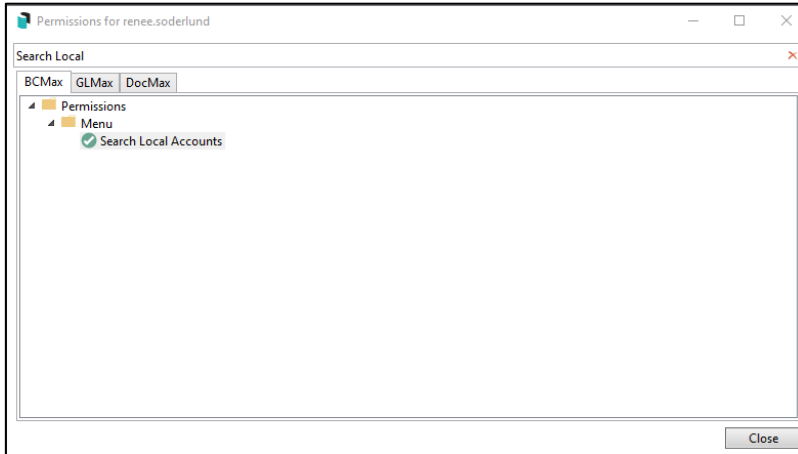 Permissions for renee.soderlund
Search Local
BCMax GLMax DocMax
Permissions
Menu
Search Local Accounts
Close